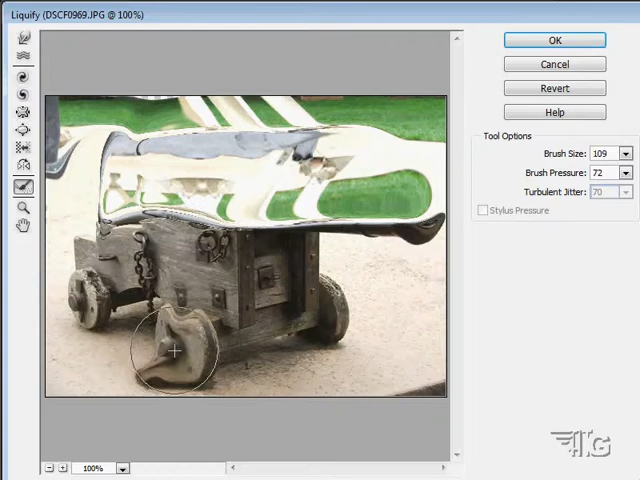 Liquify (DSCF0969.JPG @ 100%)
OK
Cancel
Revert
Help
Tool Options
Brush Size: 109
Brush Pressure: 72
Turbulent Jitter: 70
Stylus Pressure
100%